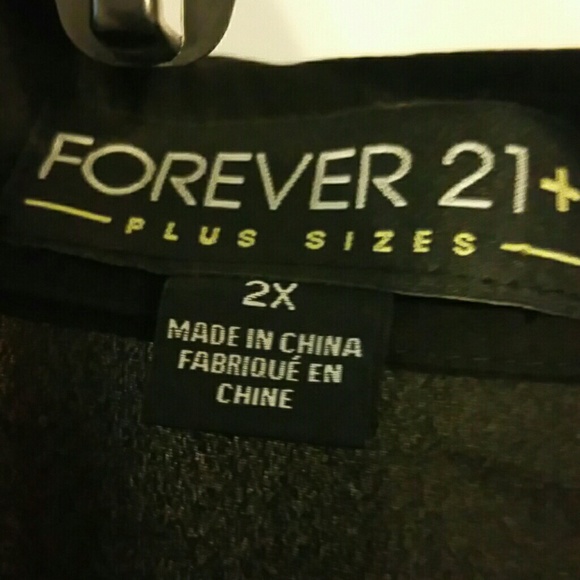 FOREVER 21+
PLUS SIZES
2X
MADE IN CHINA
FABRIQUÉ EN
CHINE